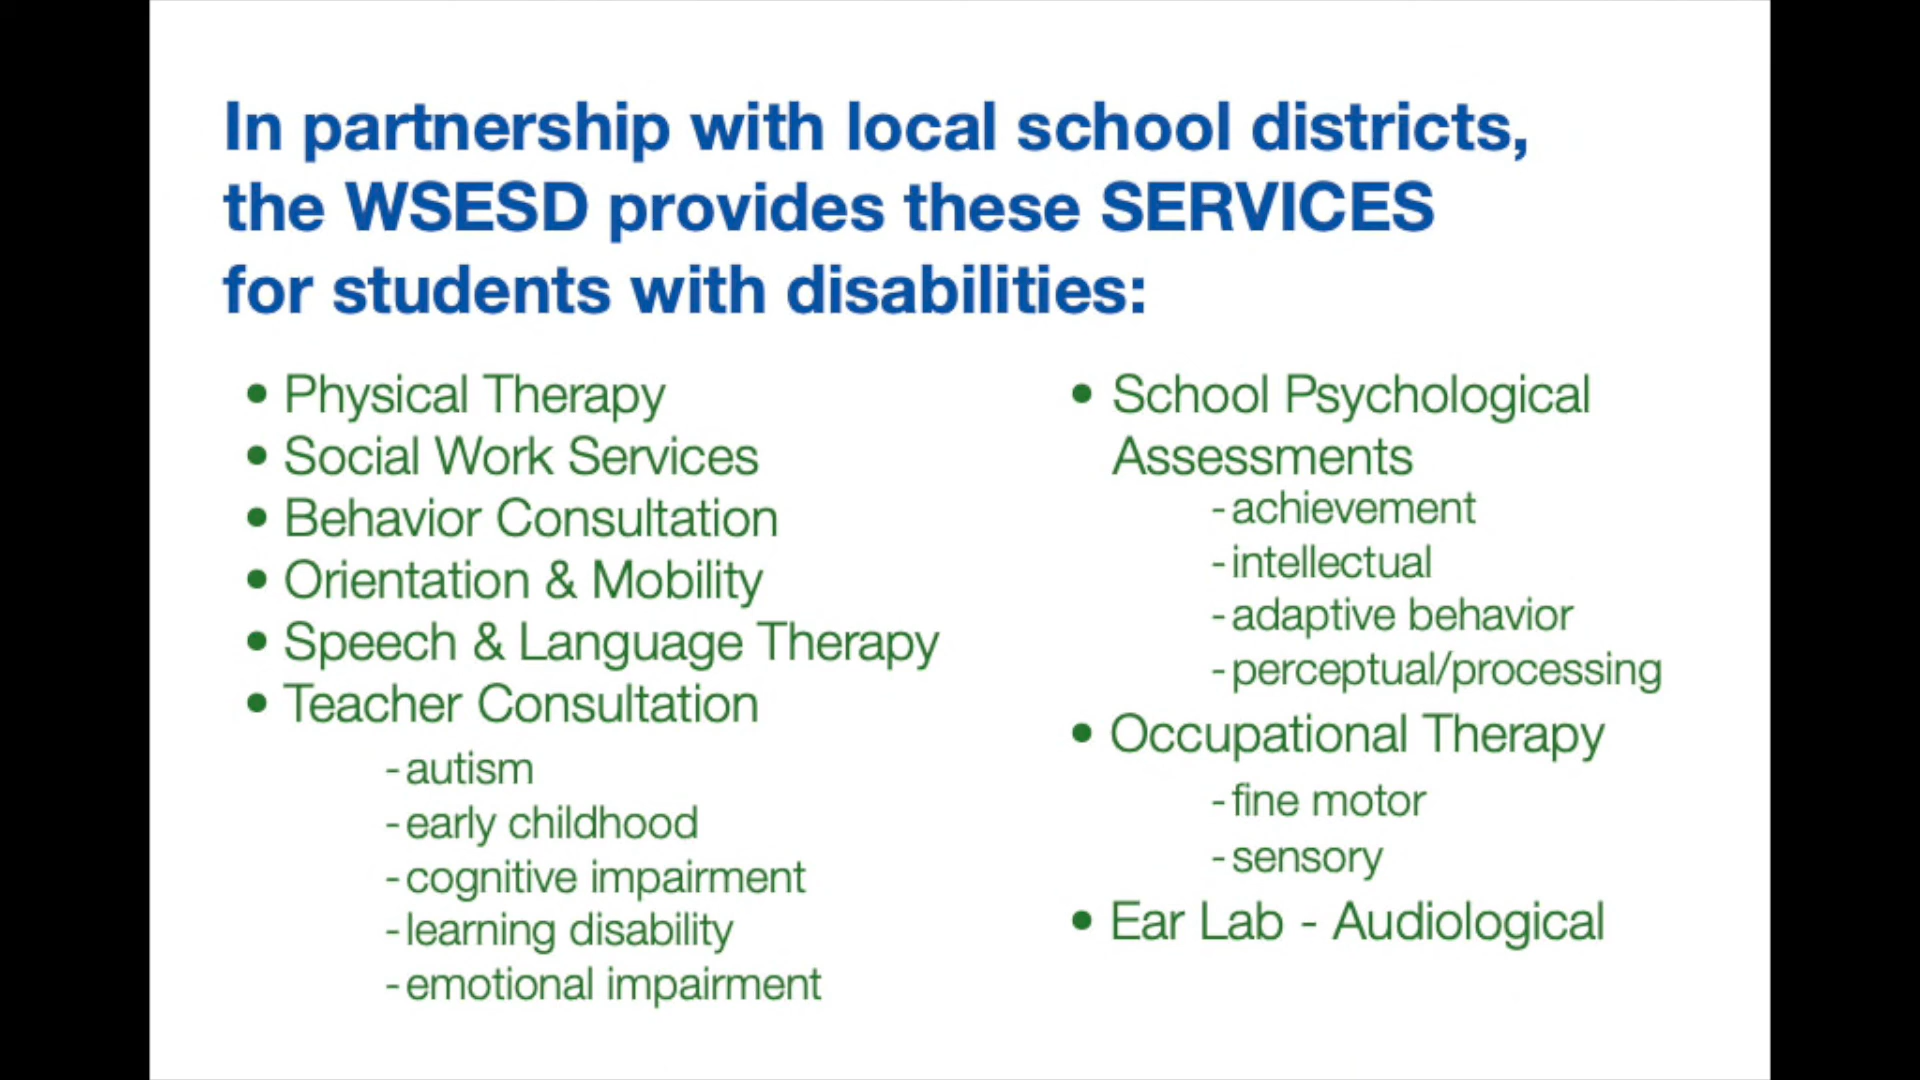 In partnership with local school districts,
the WSESD provides these SERVICES
for students with disabilities:
• Physical Therapy
• Social Work Services
• Behavior Consultation
• Orientation & Mobility
• Speech & Language Therapy
• Teacher Consultation
- autism
- early childhood
- cognitive impairment
- learning disability
- emotional impairment
• School Psychological
Assessments
- achievement
- intellectual
- adaptive behavior
- perceptual/processing
• Occupational Therapy
- fine motor
- sensory
• Ear Lab - Audiological